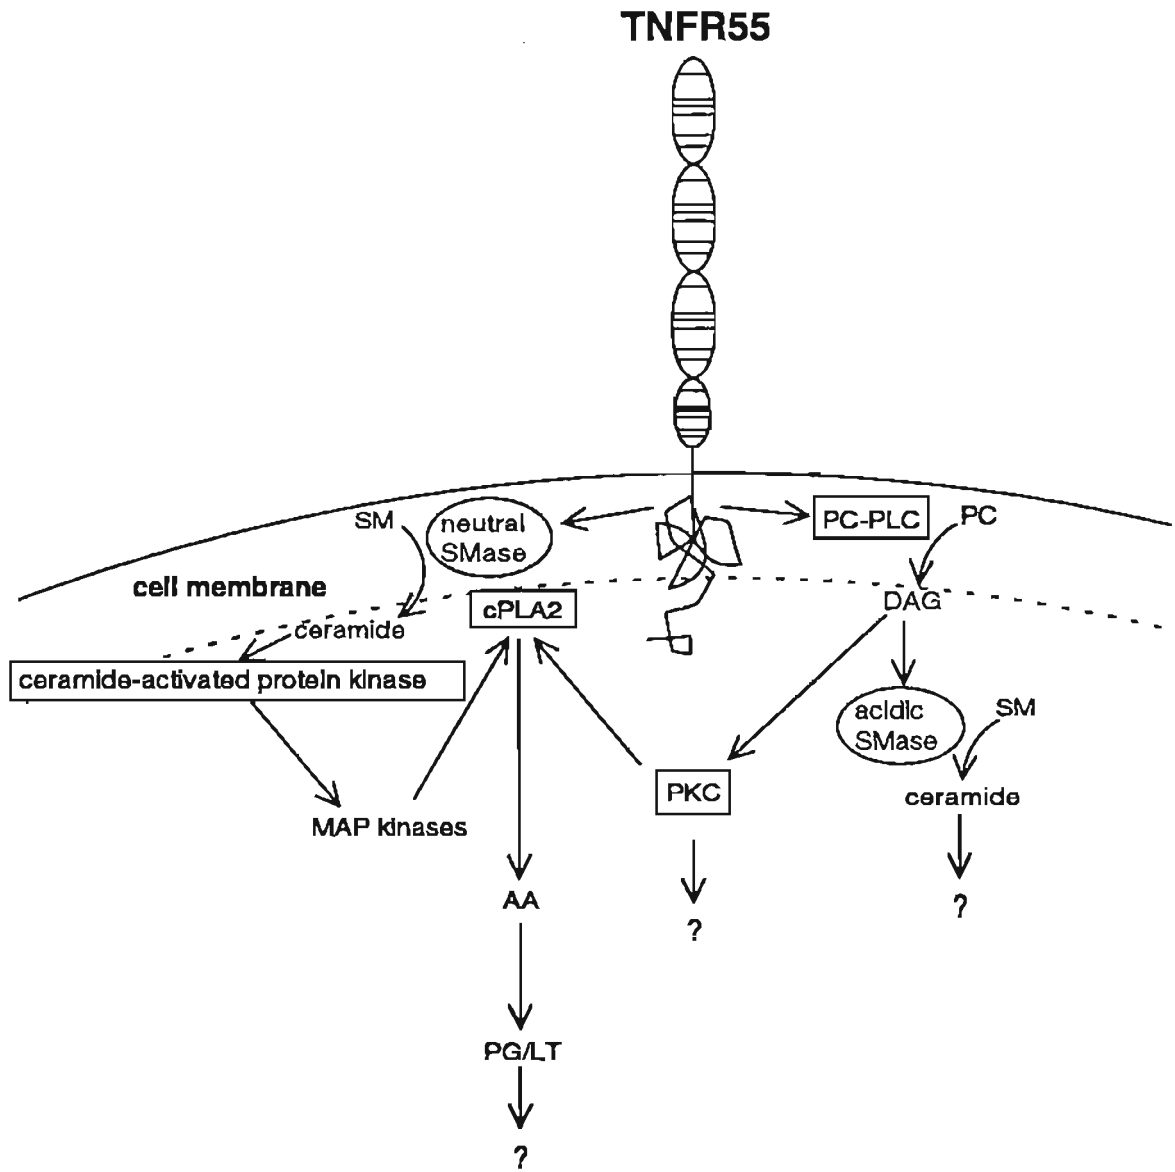 TNFR55
SM
neutral
SMase
PC-PLC
PC
cell membrane
cPLA2
DAG
ceramide
ceramide-activated protein kinase
acidic
SMase
SM
PKC
ceramide
MAP kinases
AA
?
?
PG/LT
?